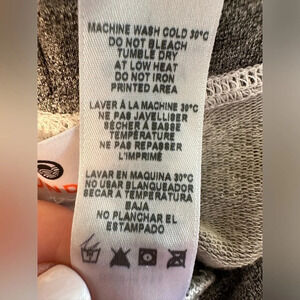 MACHINE WASH COLD 30°C
DO NOT BLEACH
TUMBLE DRY
AT LOW HEAT
DO NOT IRON
PRINTED AREA
LAVER À LA MACHINE 30°C
NE PAS JAVELLISER
SÉCHER À BASSE
TEMPÉRATURE
NE PAS REPASSER
L'IMPRIMÉ
LAVAR EN MAQUINA 30°C
NO USAR BLANQUEADOR
SECAR A TEMPERATURA
BAJA
NO PLANCHAR EL
ESTAMPADO